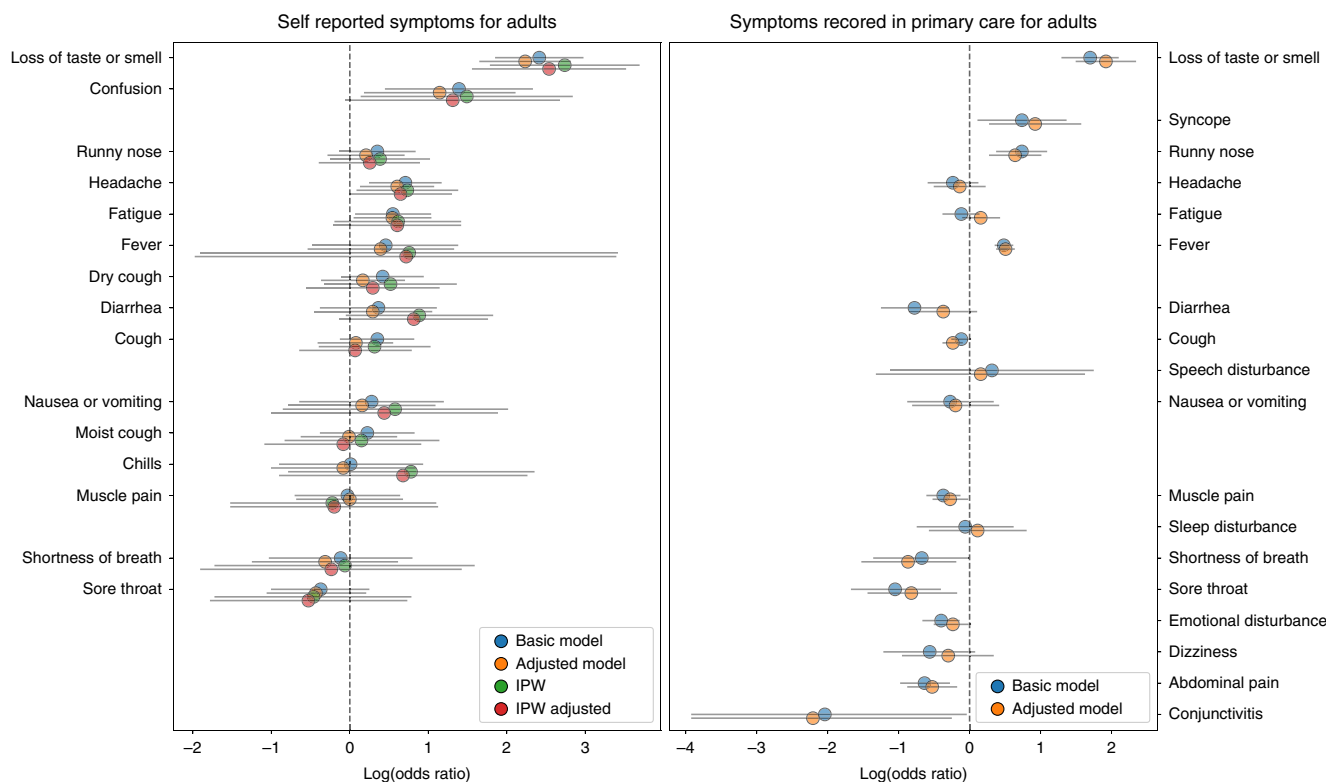 Self reported symptoms for adults
Loss of taste or smell
Confusion
Runny nose
Headache
Fatigue
Fever
Dry cough
Diarrhea
Cough
Nausea or vomiting
Moist cough
Chills
Muscle pain
Shortness of breath
Sore throat
Basic model
Adjusted model
IPW
IPW adjusted
−2 −1 0 1 2 3
Log(odds ratio)
Symptoms recored in primary care for adults
Loss of taste or smell
Syncope
Runny nose
Headache
Fatigue
Fever
Diarrhea
Cough
Speech disturbance
Nausea or vomiting
Muscle pain
Sleep disturbance
Shortness of breath
Sore throat
Emotional disturbance
Dizziness
Abdominal pain
Conjunctivitis
Basic model
Adjusted model
−4 −3 −2 −1 0 1 2
Log(odds ratio)